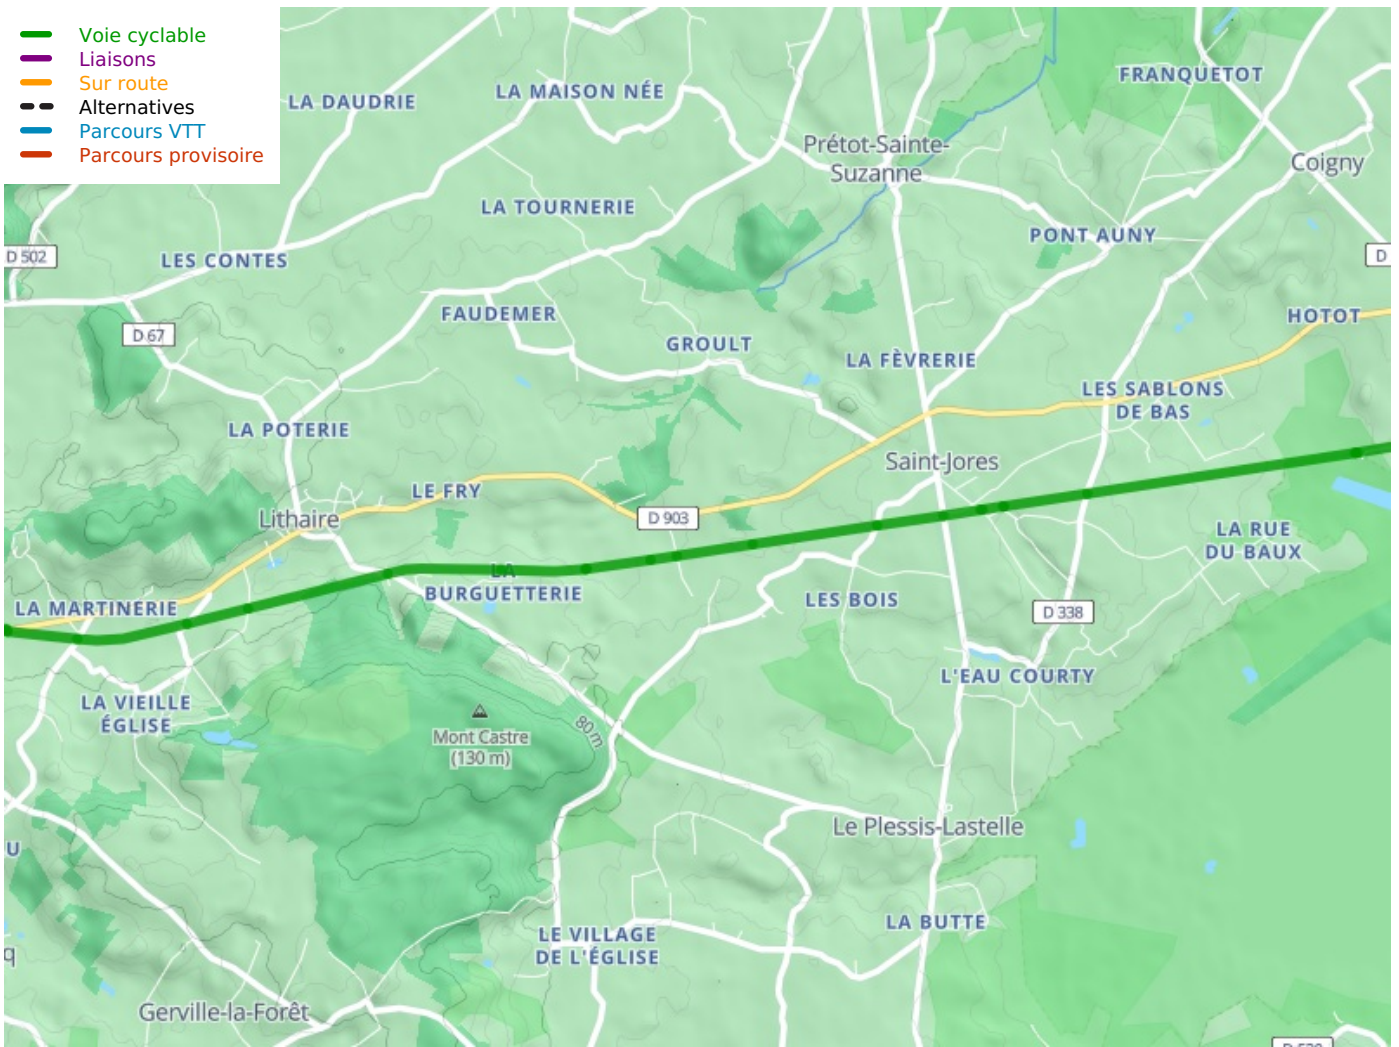 Voie cyclable
Liaisons
Sur route
Alternatives
Parcours VTT
Parcours provisoire
FRANQUETOT
LA MAISON NÉE
LA DAUDRIE
Prétot-Sainte-
Suzanne
Coigny
LA TOURNERIE
PONT AUNY
D 502
LES CONTES
D
FAUDEMER
HOTOT
D 67
GROULT
LA FÈVRERIE
LES SABLONS
DE BAS
LA POTERIE
Saint-Jores
LE FRY
Lithaire
D 903
LA RUE
DU BAUX
LA
BURGUETTERIE
LES BOIS
LA MARTINERIE
D 338
L'EAU COURTY
LA VIEILLE
ÉGLISE
80 m
Mont Castre
(130 m)
Le Plessis-Lastelle
U
LA BUTTE
LE VILLAGE
DE L'ÉGLISE
q
Gerville-la-Forêt